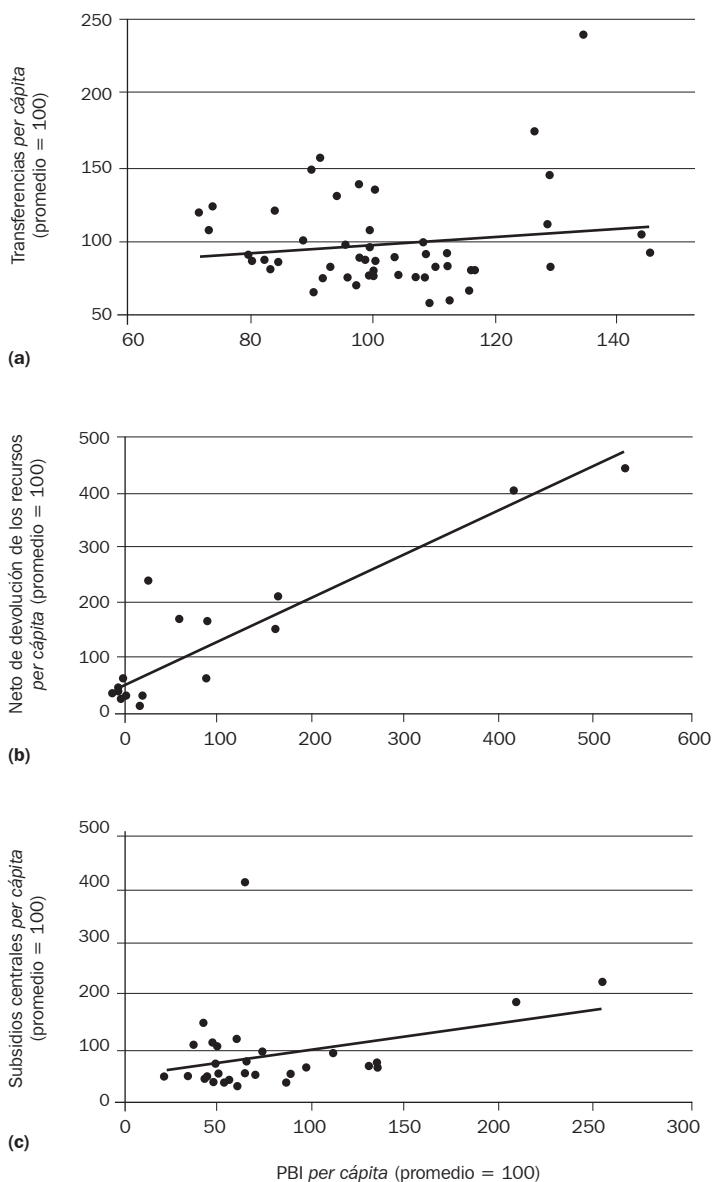 250
200
150
100
50
Transferencias per cápita
(promedio = 100)
60 80 100 120 140
(a)
500
400
300
200
100
0
Neto de devolución de los recursos
per cápita (promedio = 100)
0 100 200 300 400 500 600
(b)
500
400
300
200
100
0
Subsidios centrales per cápita
(promedio = 100)
0 50 100 150 200 250 300
(c)
PBI per cápita (promedio = 100)